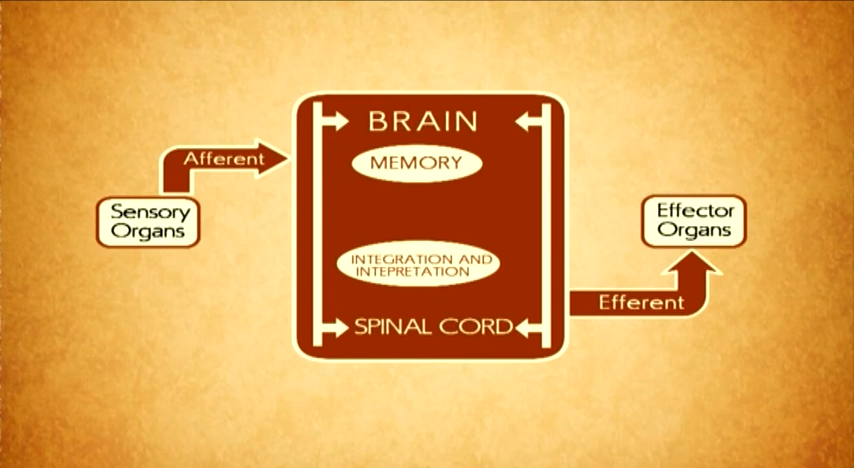 BRAIN
MEMORY
Afferent
Sensory
Organs
INTEGRATION AND
INTEPRETATION
SPINAL CORD
Effector
Organs
Efferent